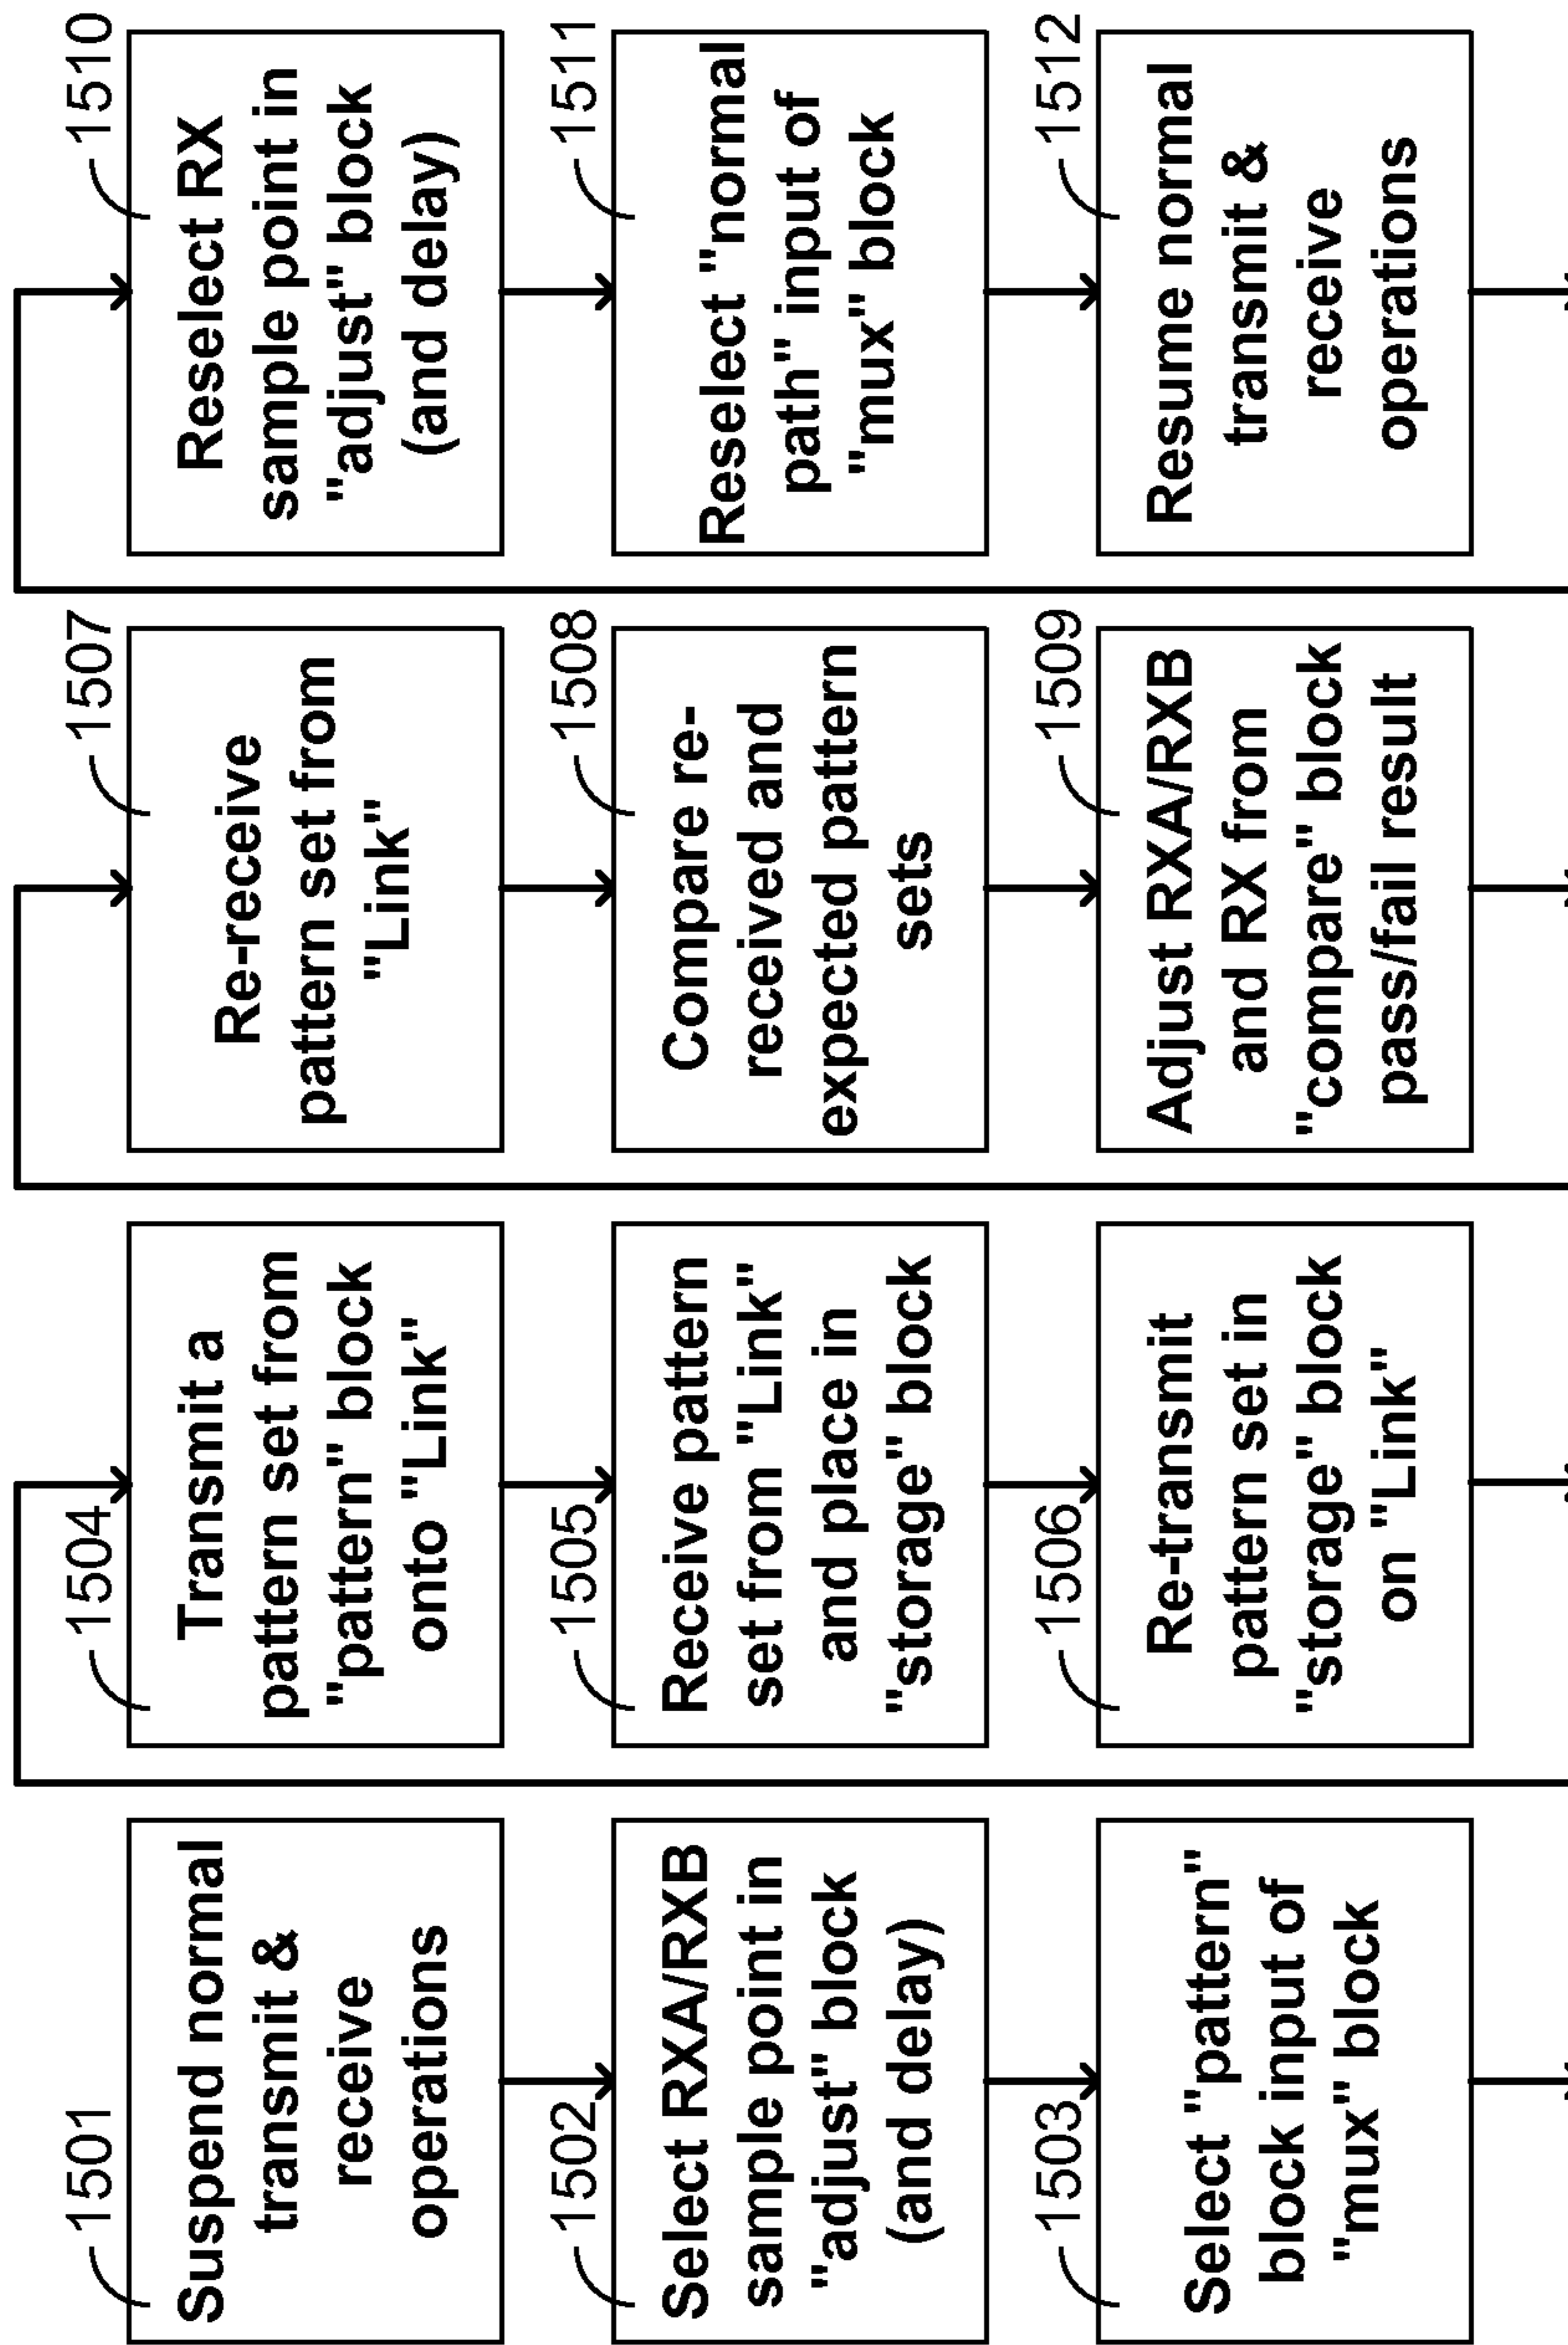 1501
Suspend normal
transmit &
receive
operations
1502
Select RXA/RXB
sample point in
"adjust" block
(and delay)
1503
Select "pattern"
block input of
"mux" block
1504
Transmit a
pattern set from
"pattern" block
onto "Link"
1505
Receive pattern
set from "Link"
and place in
"storage" block
1506
Re-transmit
pattern set in
"storage" block
on "Link"
1507
Re-receive
pattern set from
"Link"
1508
Compare re-
received and
expected pattern
sets
1509
Adjust RXA/RXB
and RX from
"compare" block
pass/fail result
1510
Reselect RX
sample point in
"adjust" block
(and delay)
1511
Reselect "normal
path" input of
"mux" block
1512
Resume normal
transmit &
receive
operations